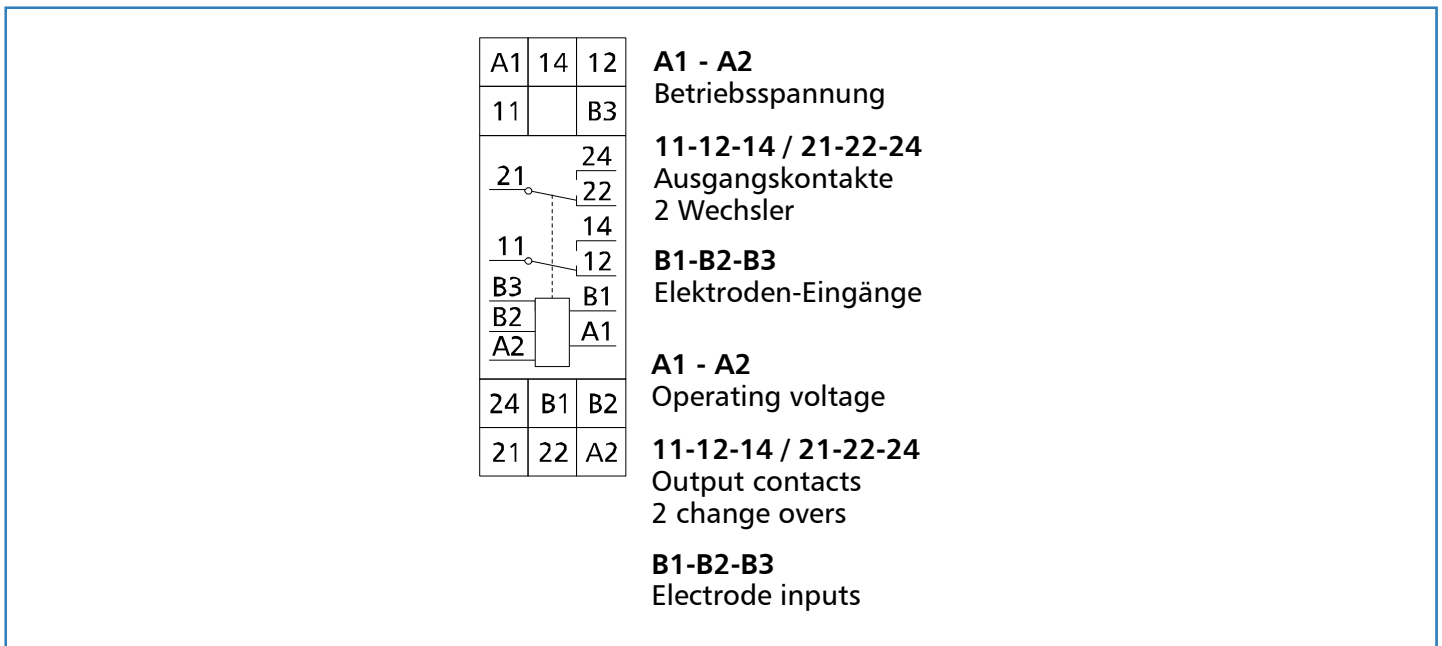 A1 14 12
11 B3
24
21
22
14
11
12
B3
B1
B2
A1
A2
24 B1 B2
21 22 A2
A1 - A2
Betriebsspannung
11-12-14 / 21-22-24
Ausgangskontakte
2 Wechsler
B1-B2-B3
Elektroden-Eingänge
A1 - A2
Operating voltage
11-12-14 / 21-22-24
Output contacts
2 change overs
B1-B2-B3
Electrode inputs